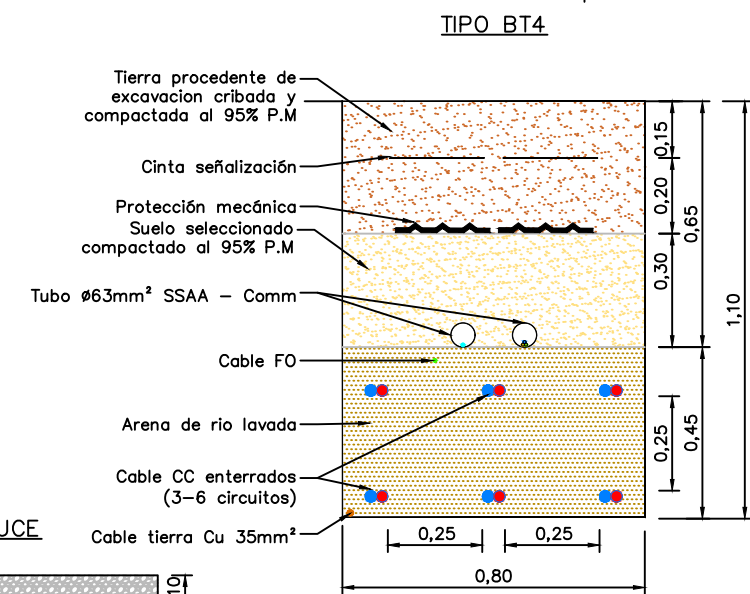 TIPO BT4
Tierra procedente de
excavacion cribada y
compactada al 95% P.M
Cinta señalización
Protección mecánica
Suelo seleccionado
compactado al 95% P.M
Tubo Ø63mm² SSAA - Comm
Cable FO
Arena de rio lavada
Cable CC enterrados
(3-6 circuitos)
Cable tierra Cu 35mm²
0,15
0,20
0,30
0,65
1,10
0,25
0,45
0,25
0,25
0,80
UCE
10